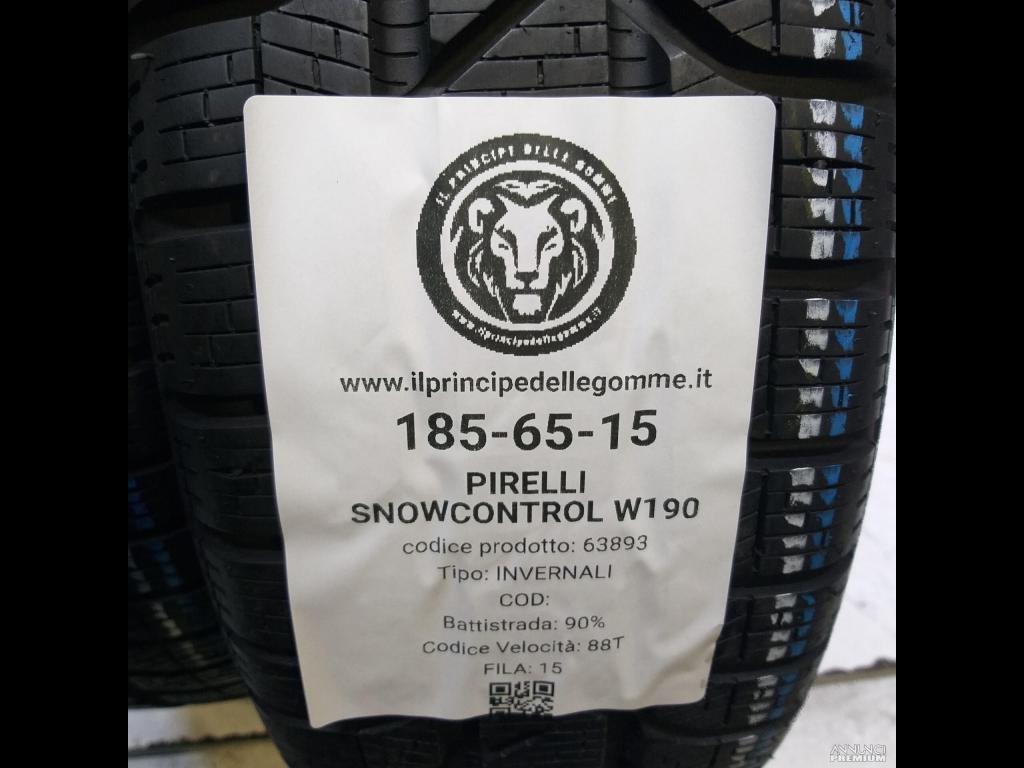 IL PRINCIPE DELLE GOMME
www.ilprincipedellegomme.it
www.ilprincipedellegomme.it
185-65-15
PIRELLI
SNOWCONTROL W190
codice prodotto: 63893
Tipo: INVERNALI
COD:
Battistrada: 90%
Codice Velocità: 88T
FILA: 15
ANNUNCI
PREMIUM